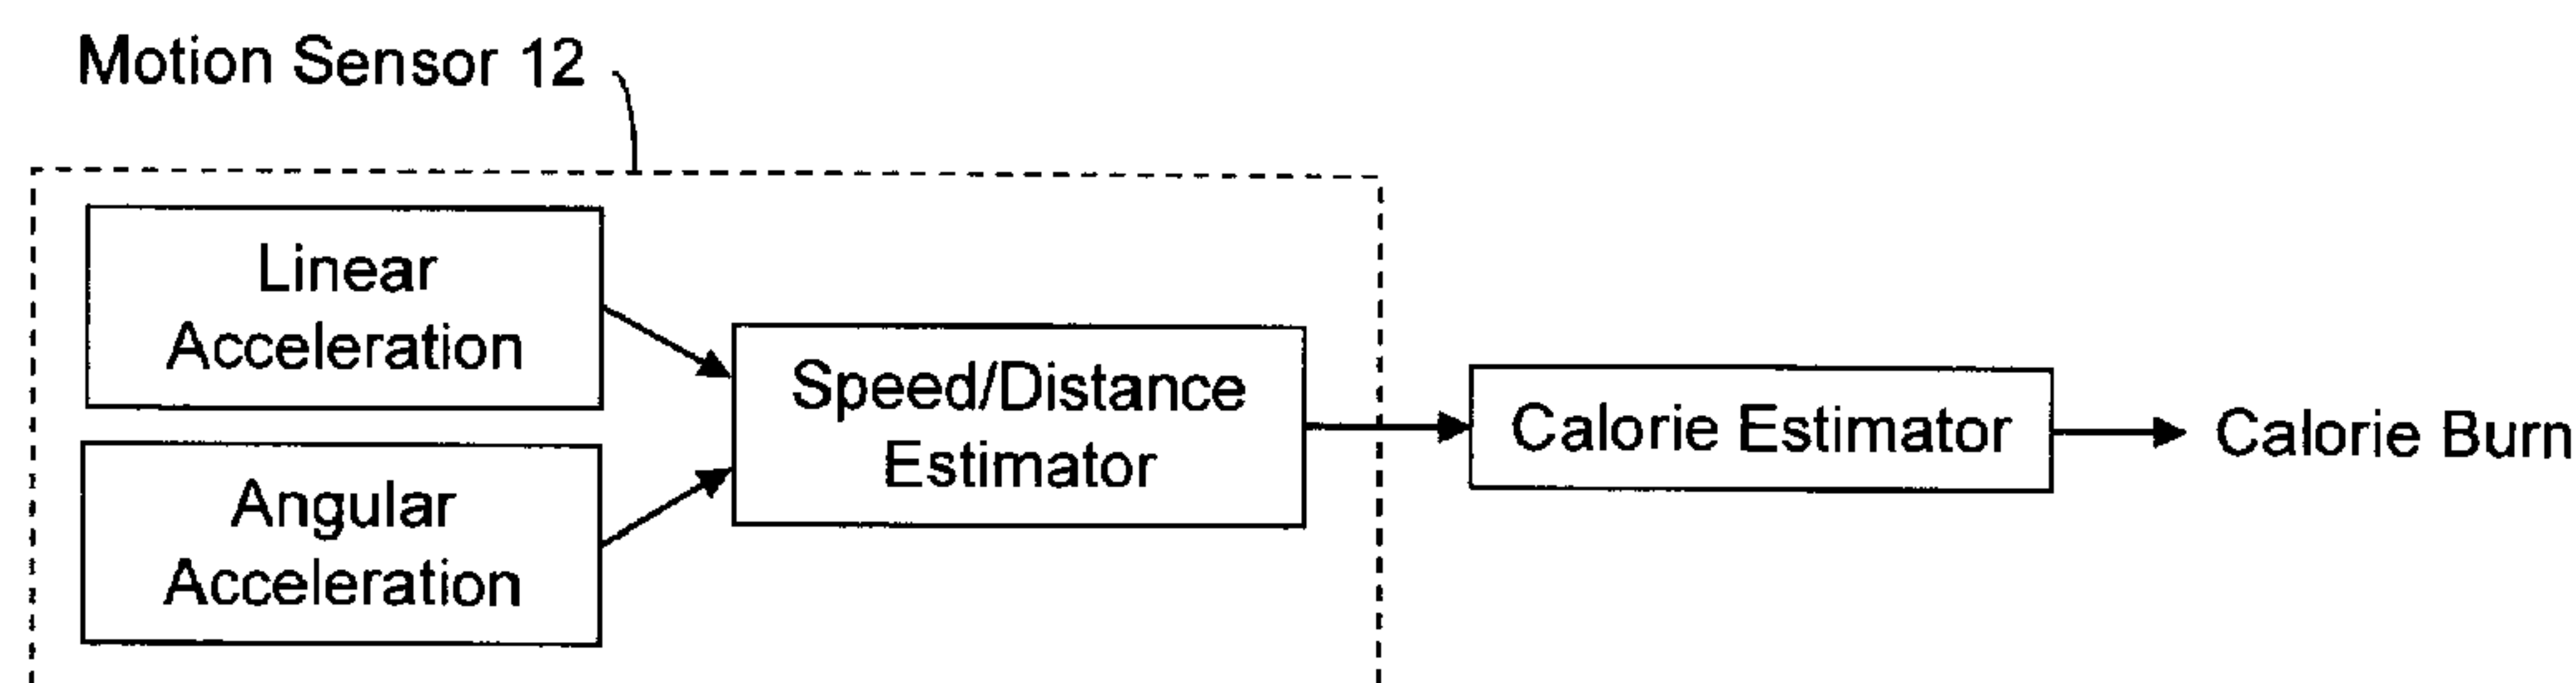 Motion Sensor 12
Linear
Acceleration
Angular
Acceleration
Speed/Distance
Estimator
Calorie Estimator
Calorie Burn